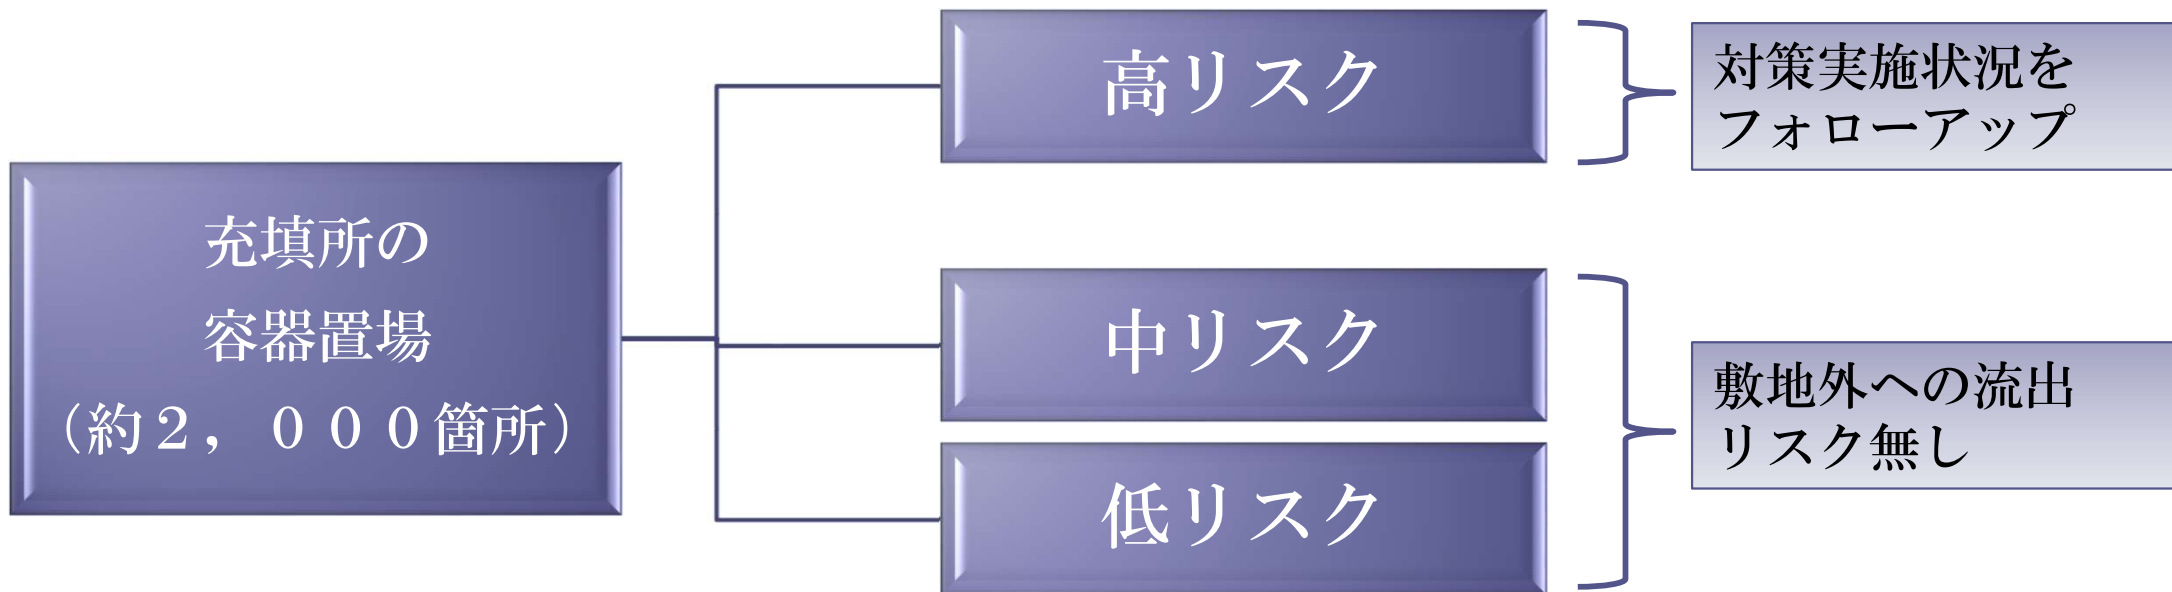 高リスク
対策実施状況を
フォローアップ
充填所の
容器置場
（約２，０００箇所）
中リスク
低リスク
敷地外への流出
リスク無し